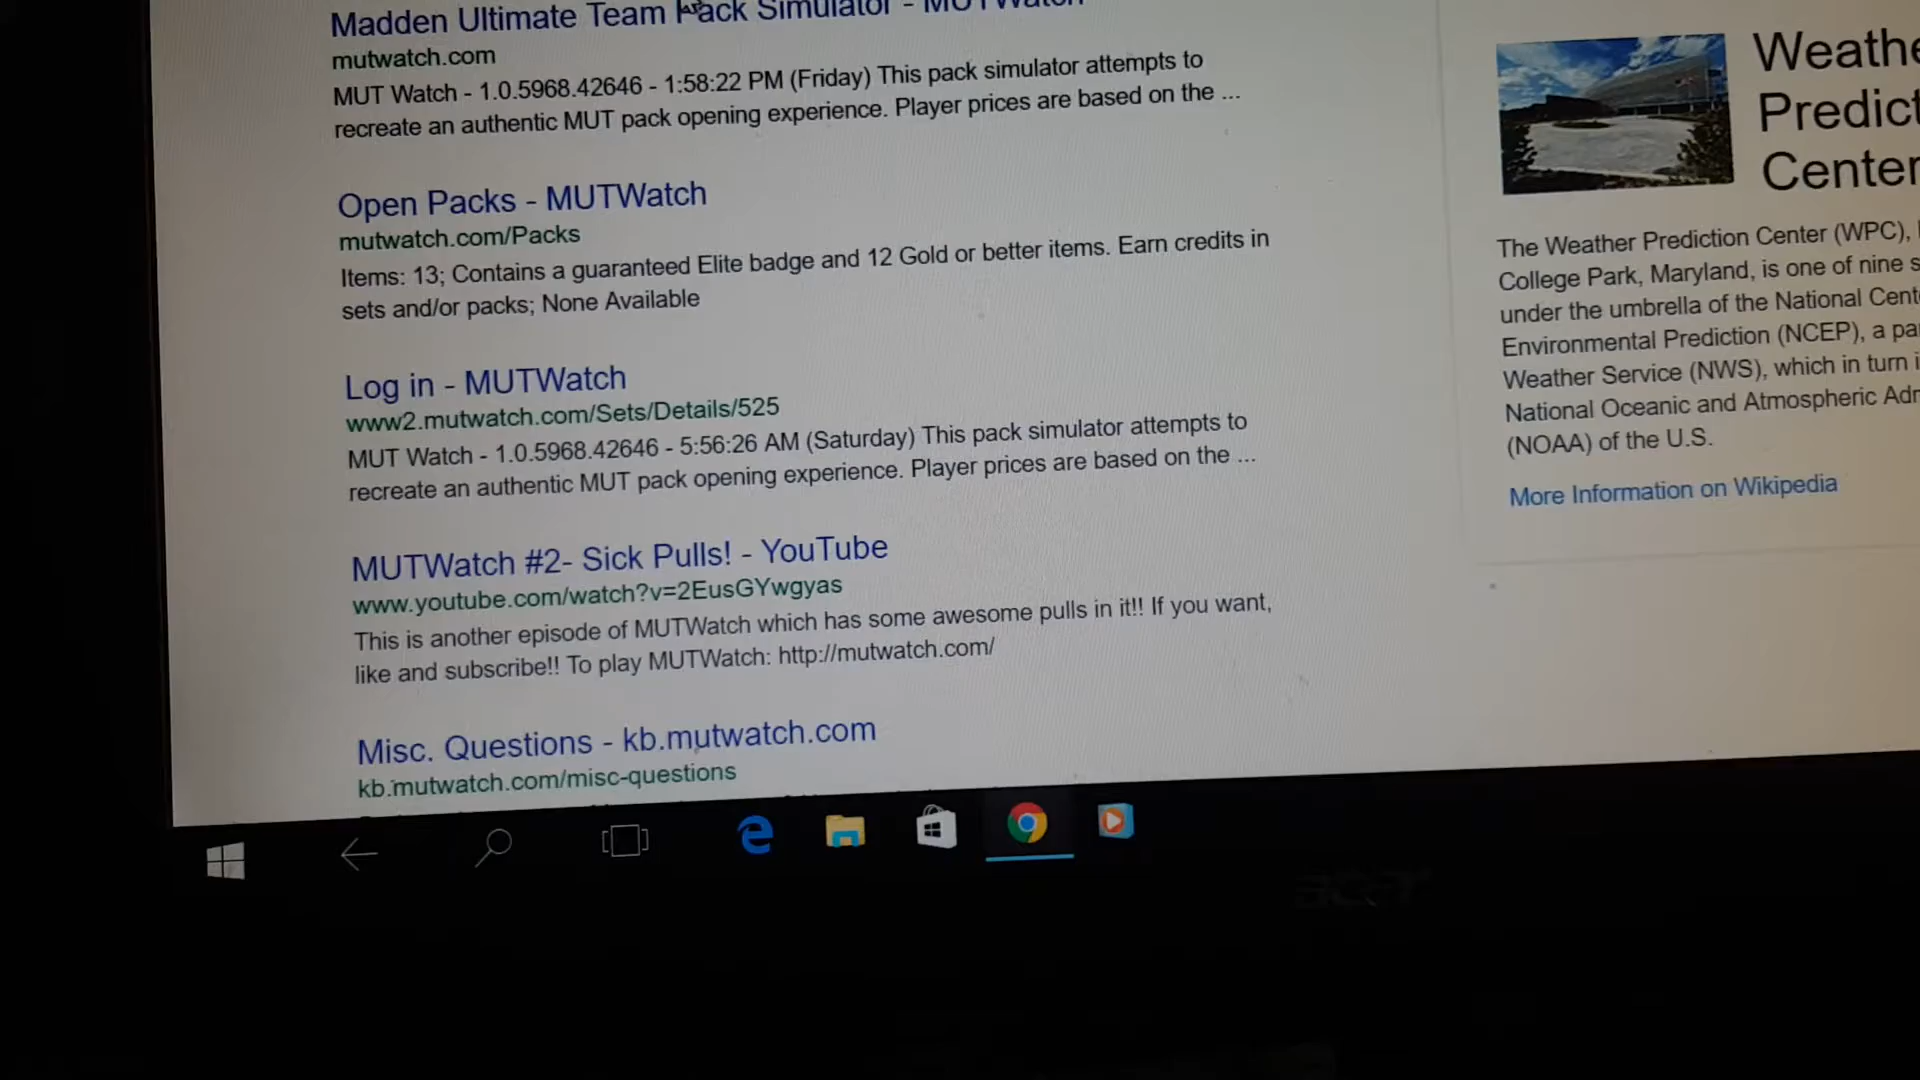 Madden Ultimate Team Pack Simulator - MUTWatch
mutwatch.com
MUT Watch - 1.0.5968.42646 - 1:58:22 PM (Friday) This pack simulator attempts to
recreate an authentic MUT pack opening experience. Player prices are based on the ...
Open Packs - MUTWatch
mutwatch.com/Packs
Items: 13; Contains a guaranteed Elite badge and 12 Gold or better items. Earn credits in
sets and/or packs; None Available
Log in - MUTWatch
www2.mutwatch.com/Sets/Details/525
MUT Watch - 1.0.5968.42646 - 5:56:26 AM (Saturday) This pack simulator attempts to
recreate an authentic MUT pack opening experience. Player prices are based on the ...
MUTWatch #2- Sick Pulls! - YouTube
www.youtube.com/watch?v=2EusGYwgyas
This is another episode of MUTWatch which has some awesome pulls in it!! If you want,
like and subscribe!! To play MUTWatch: http://mutwatch.com/
Misc. Questions - kb.mutwatch.com
kb.mutwatch.com/misc-questions
Weathe
Predict
Center
The Weather Prediction Center (WPC),
College Park, Maryland, is one of nine s
under the umbrella of the National Cent
Environmental Prediction (NCEP), a pa
Weather Service (NWS), which in turn i
National Oceanic and Atmospheric Adr
(NOAA) of the U.S.
More Information on Wikipedia
acer